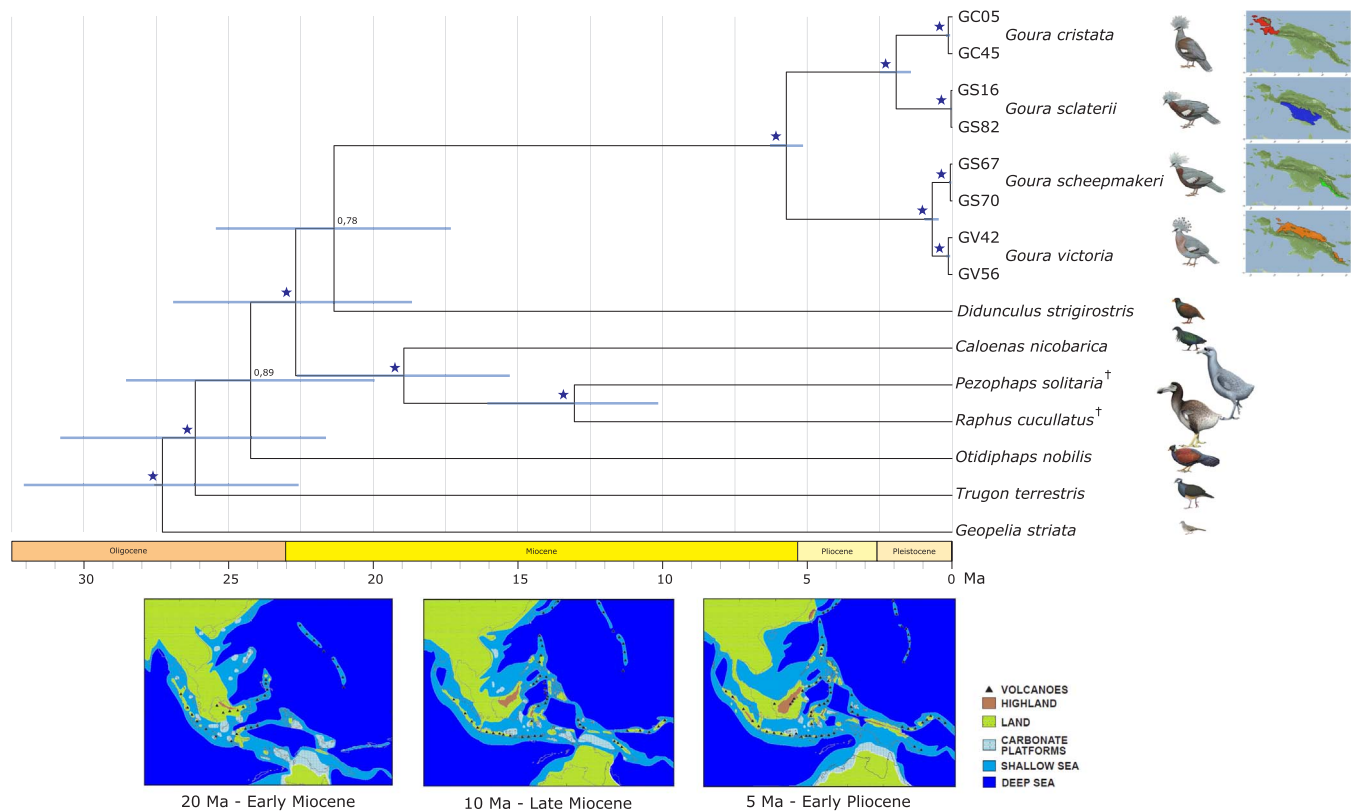 GC05
Goura cristata
GC45
GS16
Goura sclaterii
GS82
GS67
Goura scheepmakeri
GS70
GV42
Goura victoria
GV56
0,78
Didunculus strigirostris
Caloenas nicobarica
0,89
Pezophaps solitaria†
Raphus cucullatus†
Otidiphaps nobilis
Trugon terrestris
Geopelia striata
Oligocene Miocene Pliocene Pleistocene
30 25 20 15 10 5 0 Ma
VOLCANOES
HIGHLAND
LAND
CARBONATE
PLATFORMS
SHALLOW SEA
DEEP SEA
20 Ma - Early Miocene 10 Ma - Late Miocene 5 Ma - Early Pliocene